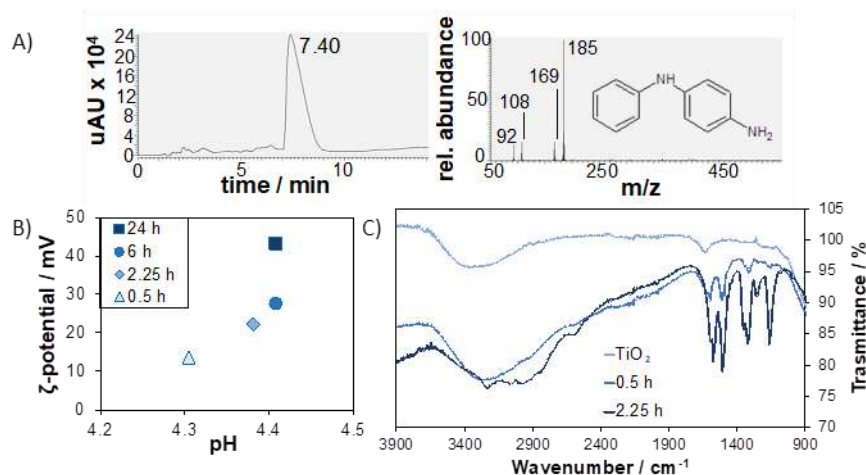 A)
24
20
16
12
8
4
0
uAU x 10⁴
7.40
0
5
10
time / min
100
50
0
rel. abundance
185
169
108
92
NH
NH₂
50
250
450
m/z
B)
50
40
30
20
10
0
ζ-potential / mV
24 h
6 h
2.25 h
0.5 h
4.2
4.3
4.4
4.5
pH
C)
105
100
95
90
85
80
75
70
Trasmittance / %
TiO₂
0.5 h
2.25 h
3900
3400
2900
2400
1900
1400
900
Wavenumber / cm⁻¹